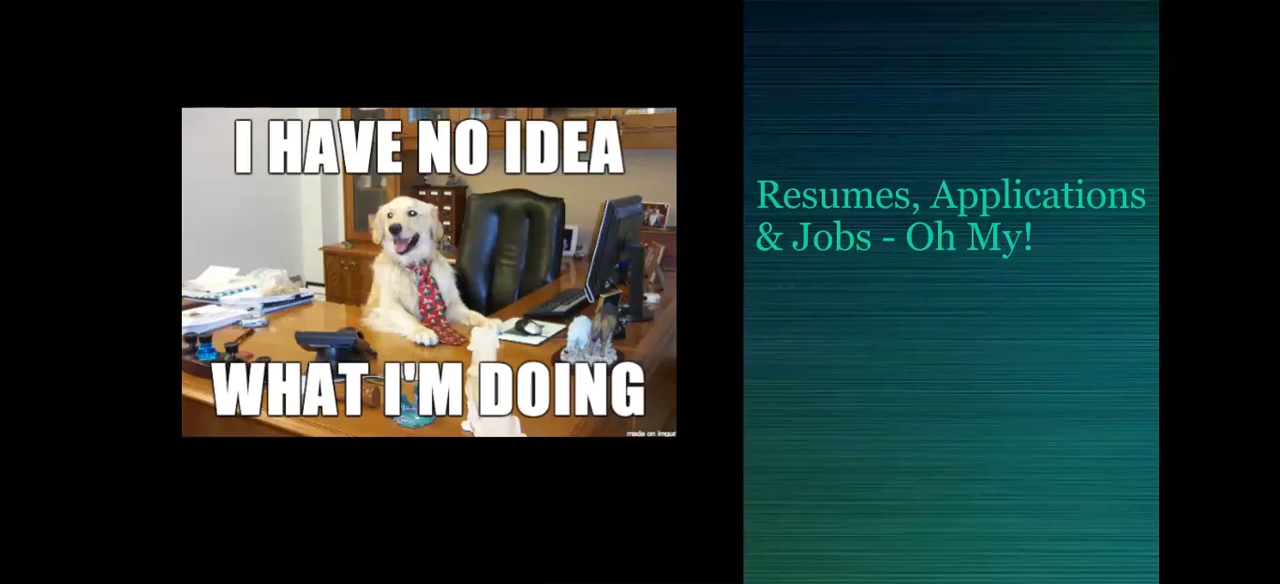 I HAVE NO IDEA
WHAT I'M DOING
made on imgur
Resumes, Applications
& Jobs - Oh My!